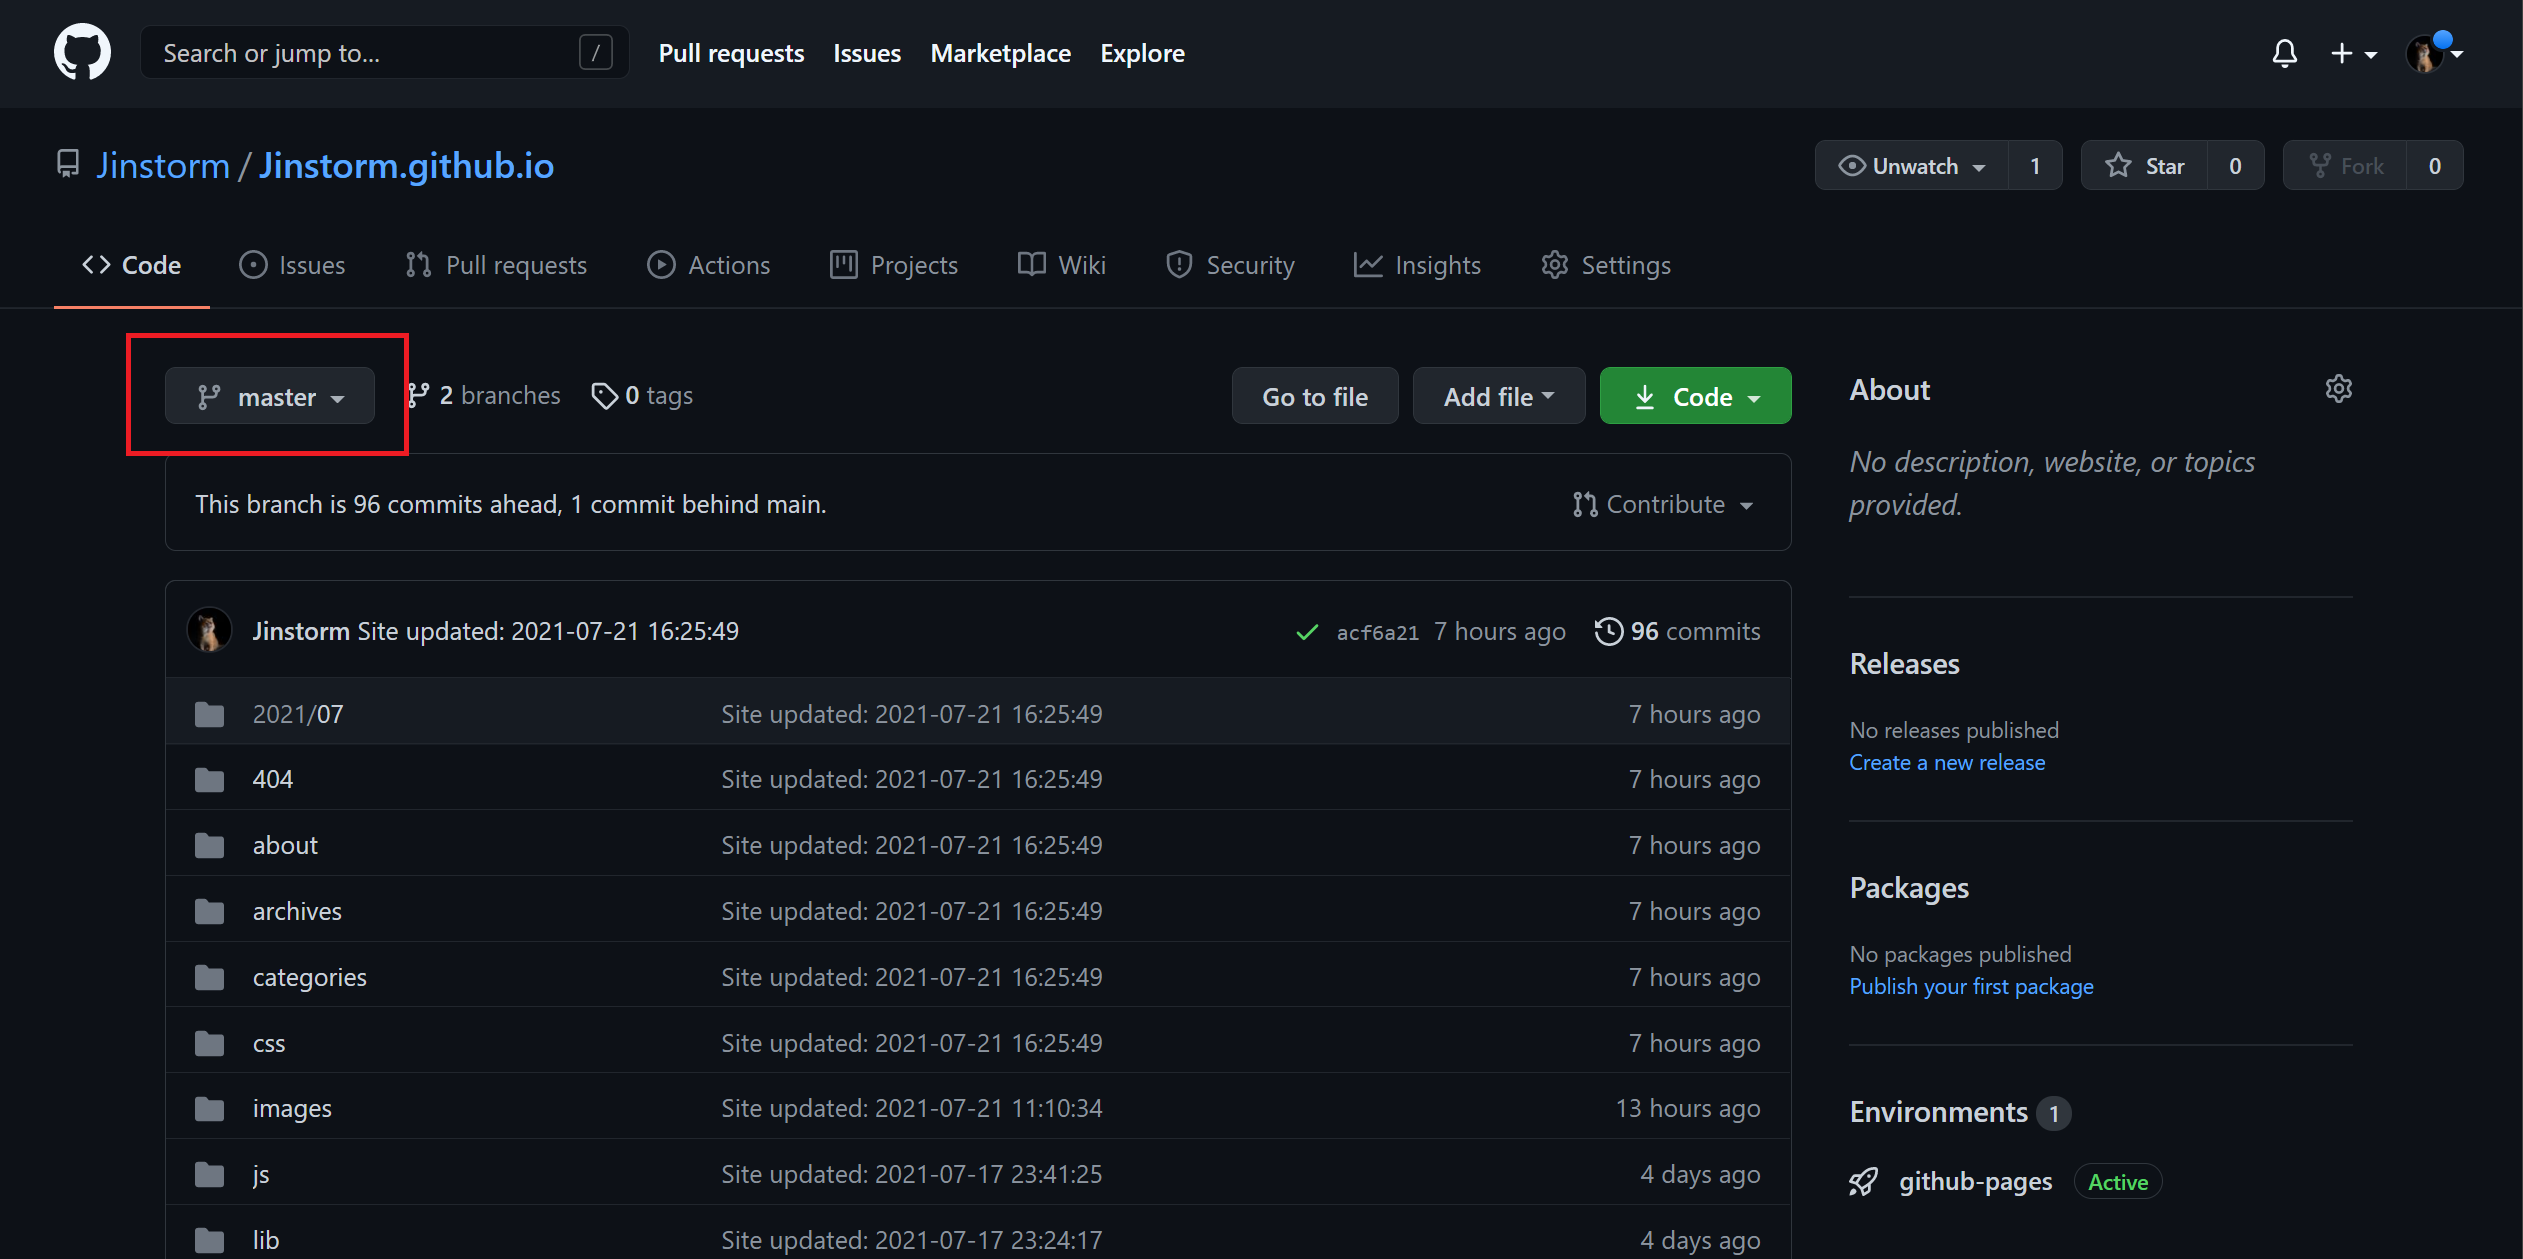 Search or jump to... / Pull requests Issues Marketplace Explore
Jinstorm / Jinstorm.github.io Unwatch 1 Star 0 Fork 0
Code Issues Pull requests Actions Projects Wiki Security Insights Settings
master 2 branches 0 tags Go to file Add file Code
This branch is 96 commits ahead, 1 commit behind main. Contribute
Jinstorm Site updated: 2021-07-21 16:25:49 acf6a21 7 hours ago 96 commits
2021/07 Site updated: 2021-07-21 16:25:49 7 hours ago
404 Site updated: 2021-07-21 16:25:49 7 hours ago
about Site updated: 2021-07-21 16:25:49 7 hours ago
archives Site updated: 2021-07-21 16:25:49 7 hours ago
categories Site updated: 2021-07-21 16:25:49 7 hours ago
css Site updated: 2021-07-21 16:25:49 7 hours ago
images Site updated: 2021-07-21 11:10:34 13 hours ago
js Site updated: 2021-07-17 23:41:25 4 days ago
lib Site updated: 2021-07-17 23:24:17 4 days ago
About
No description, website, or topics
provided.
Releases
No releases published
Create a new release
Packages
No packages published
Publish your first package
Environments 1
github-pages Active